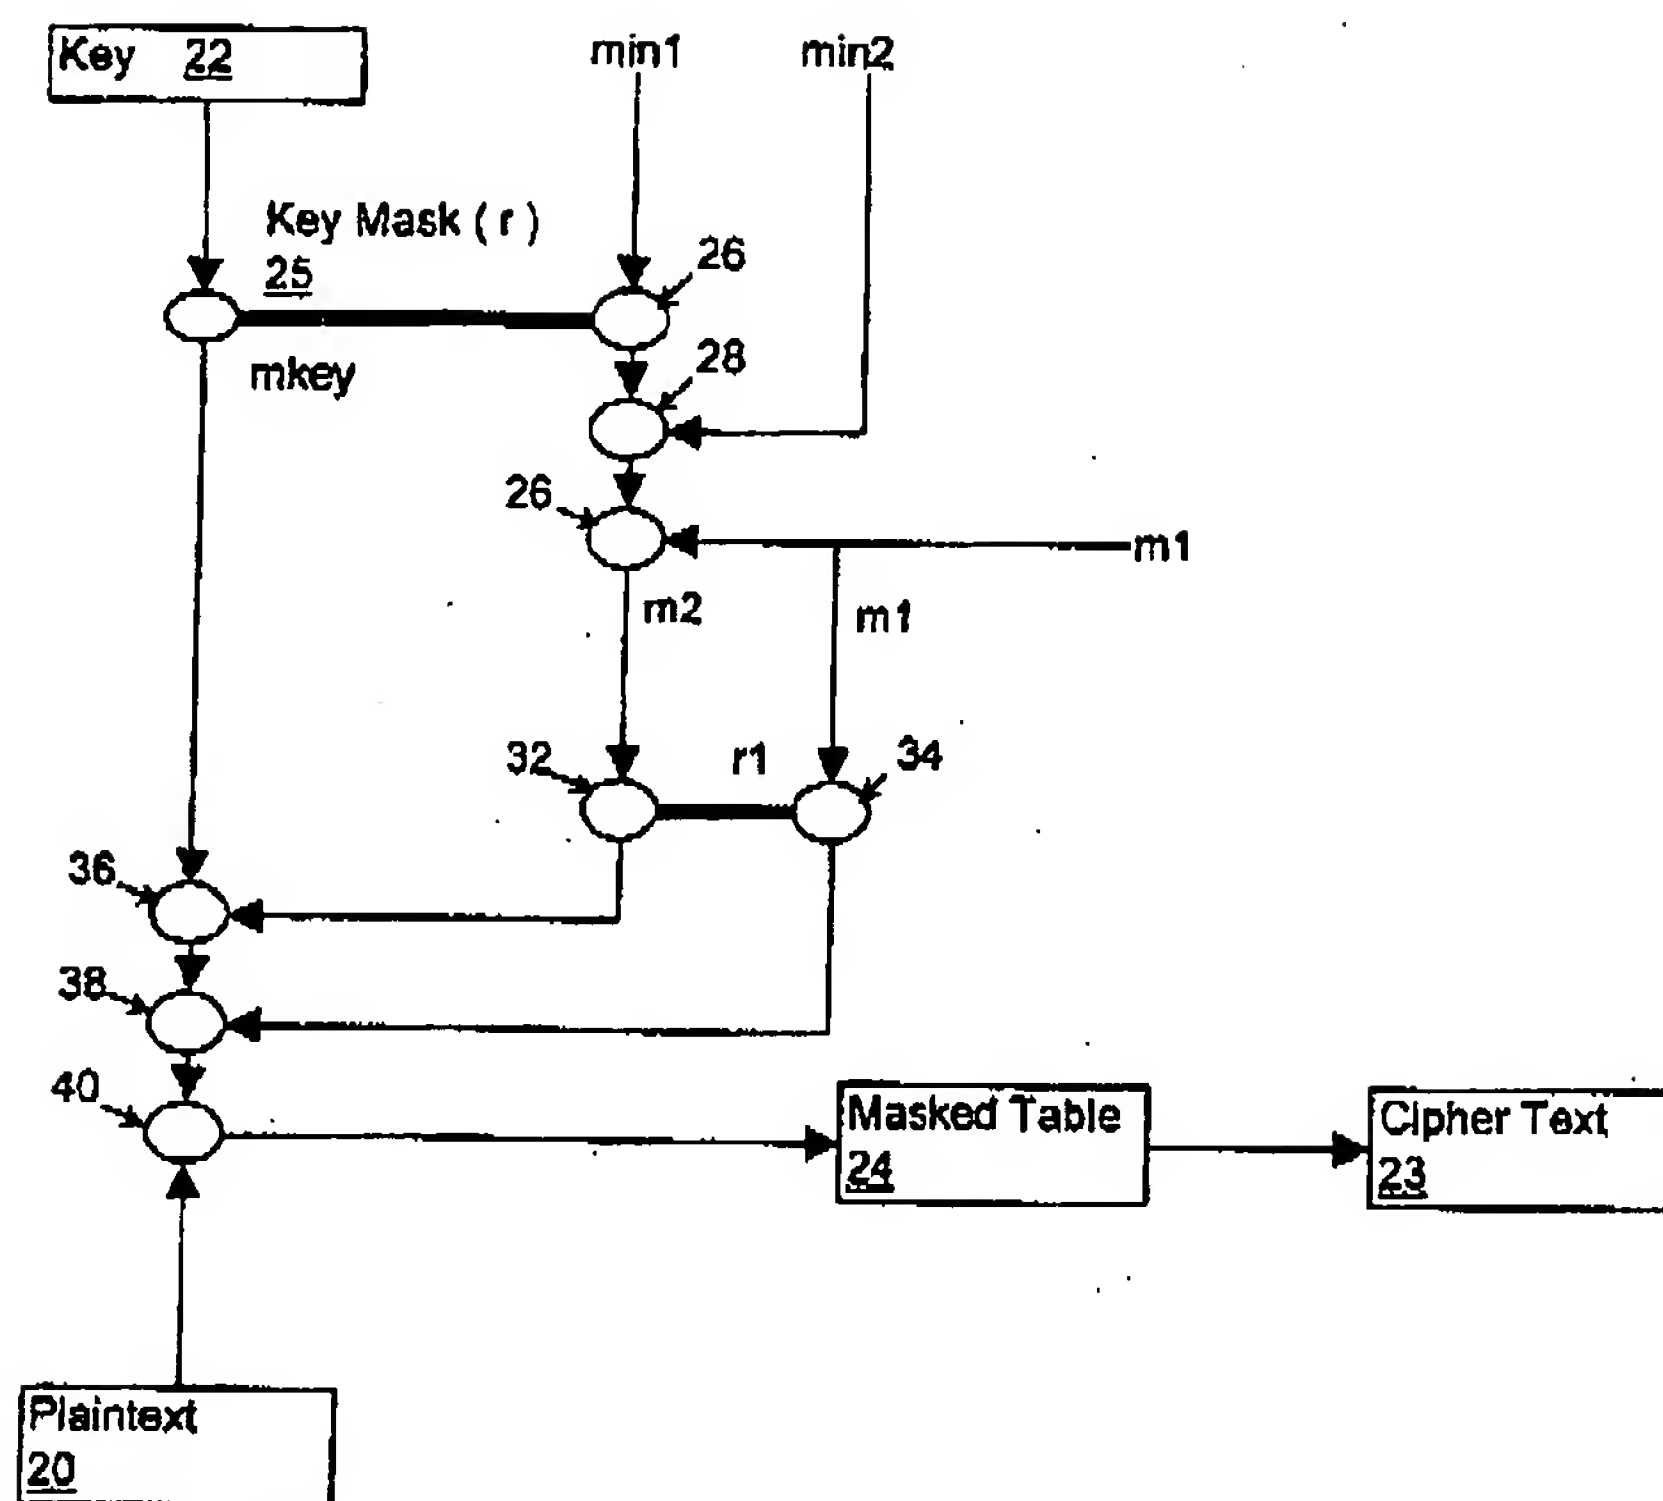 Key 22
min1
min2
Key Mask ( r )
25
26
mkey
28
26
m1
m2
m1
32
r1
34
36
38
40
Masked Table
24
Cipher Text
23
Plaintext
20